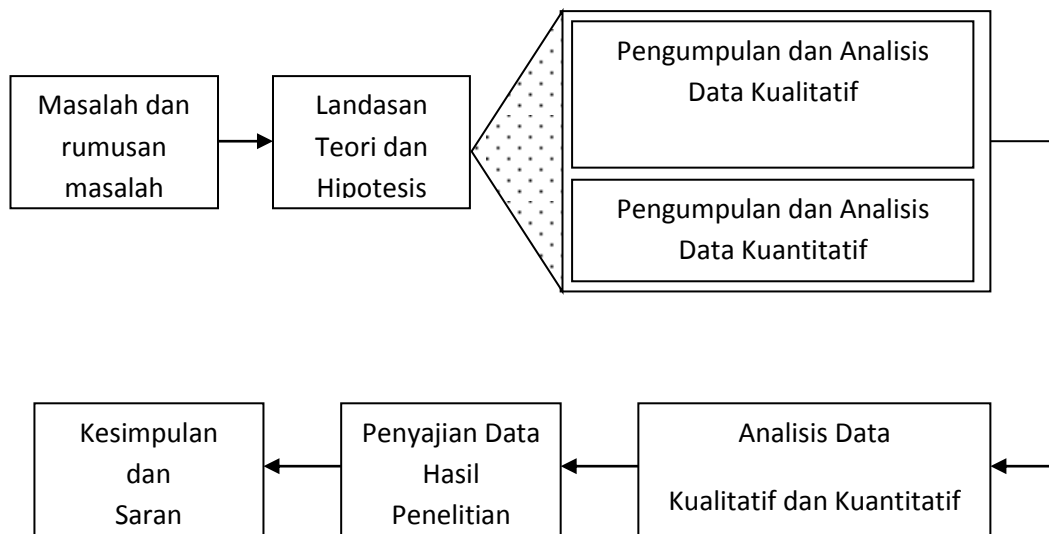 Masalah dan
rumusan
masalah
Landasan
Teori dan
Hipotesis
Pengumpulan dan Analisis
Data Kualitatif
Pengumpulan dan Analisis
Data Kuantitatif
Kesimpulan
dan
Saran
Penyajian Data
Hasil
Penelitian
Analisis Data
Kualitatif dan Kuantitatif